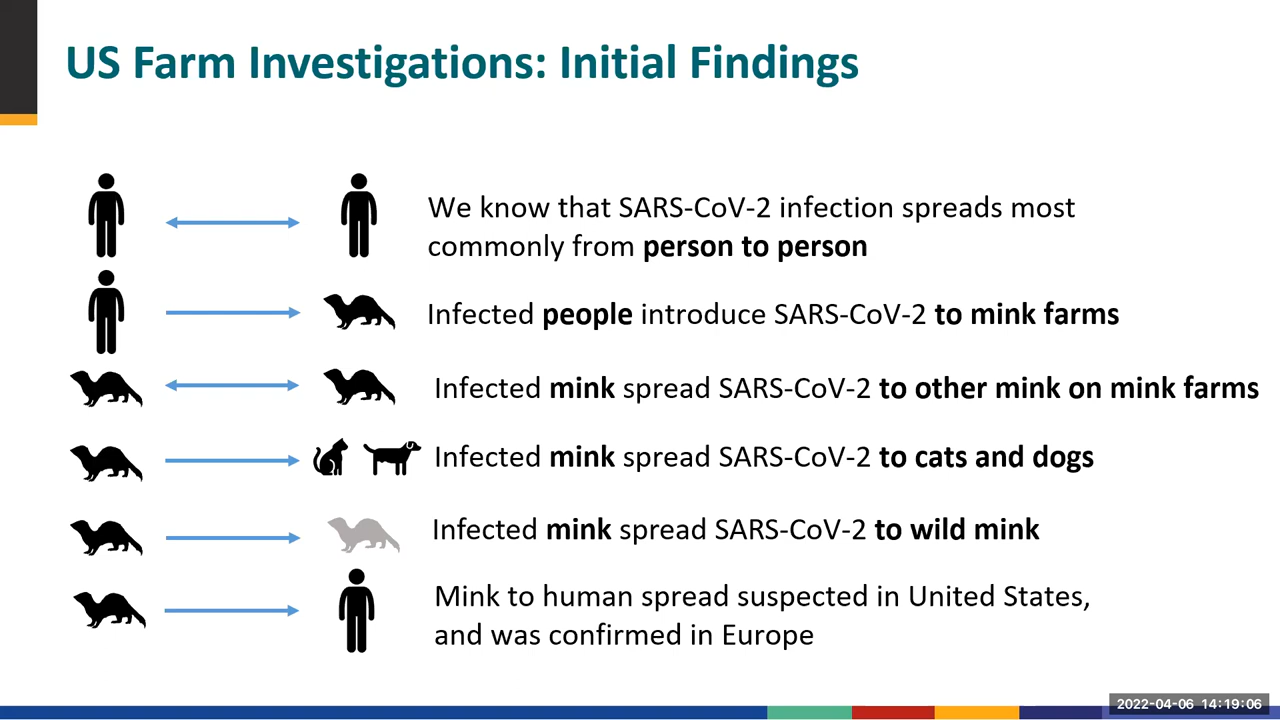 US Farm Investigations: Initial Findings
We know that SARS-CoV-2 infection spreads most
commonly from person to person
Infected people introduce SARS-CoV-2 to mink farms
Infected mink spread SARS-CoV-2 to other mink on mink farms
Infected mink spread SARS-CoV-2 to cats and dogs
Infected mink spread SARS-CoV-2 to wild mink
Mink to human spread suspected in United States,
and was confirmed in Europe
2022-04-06 14:19:06